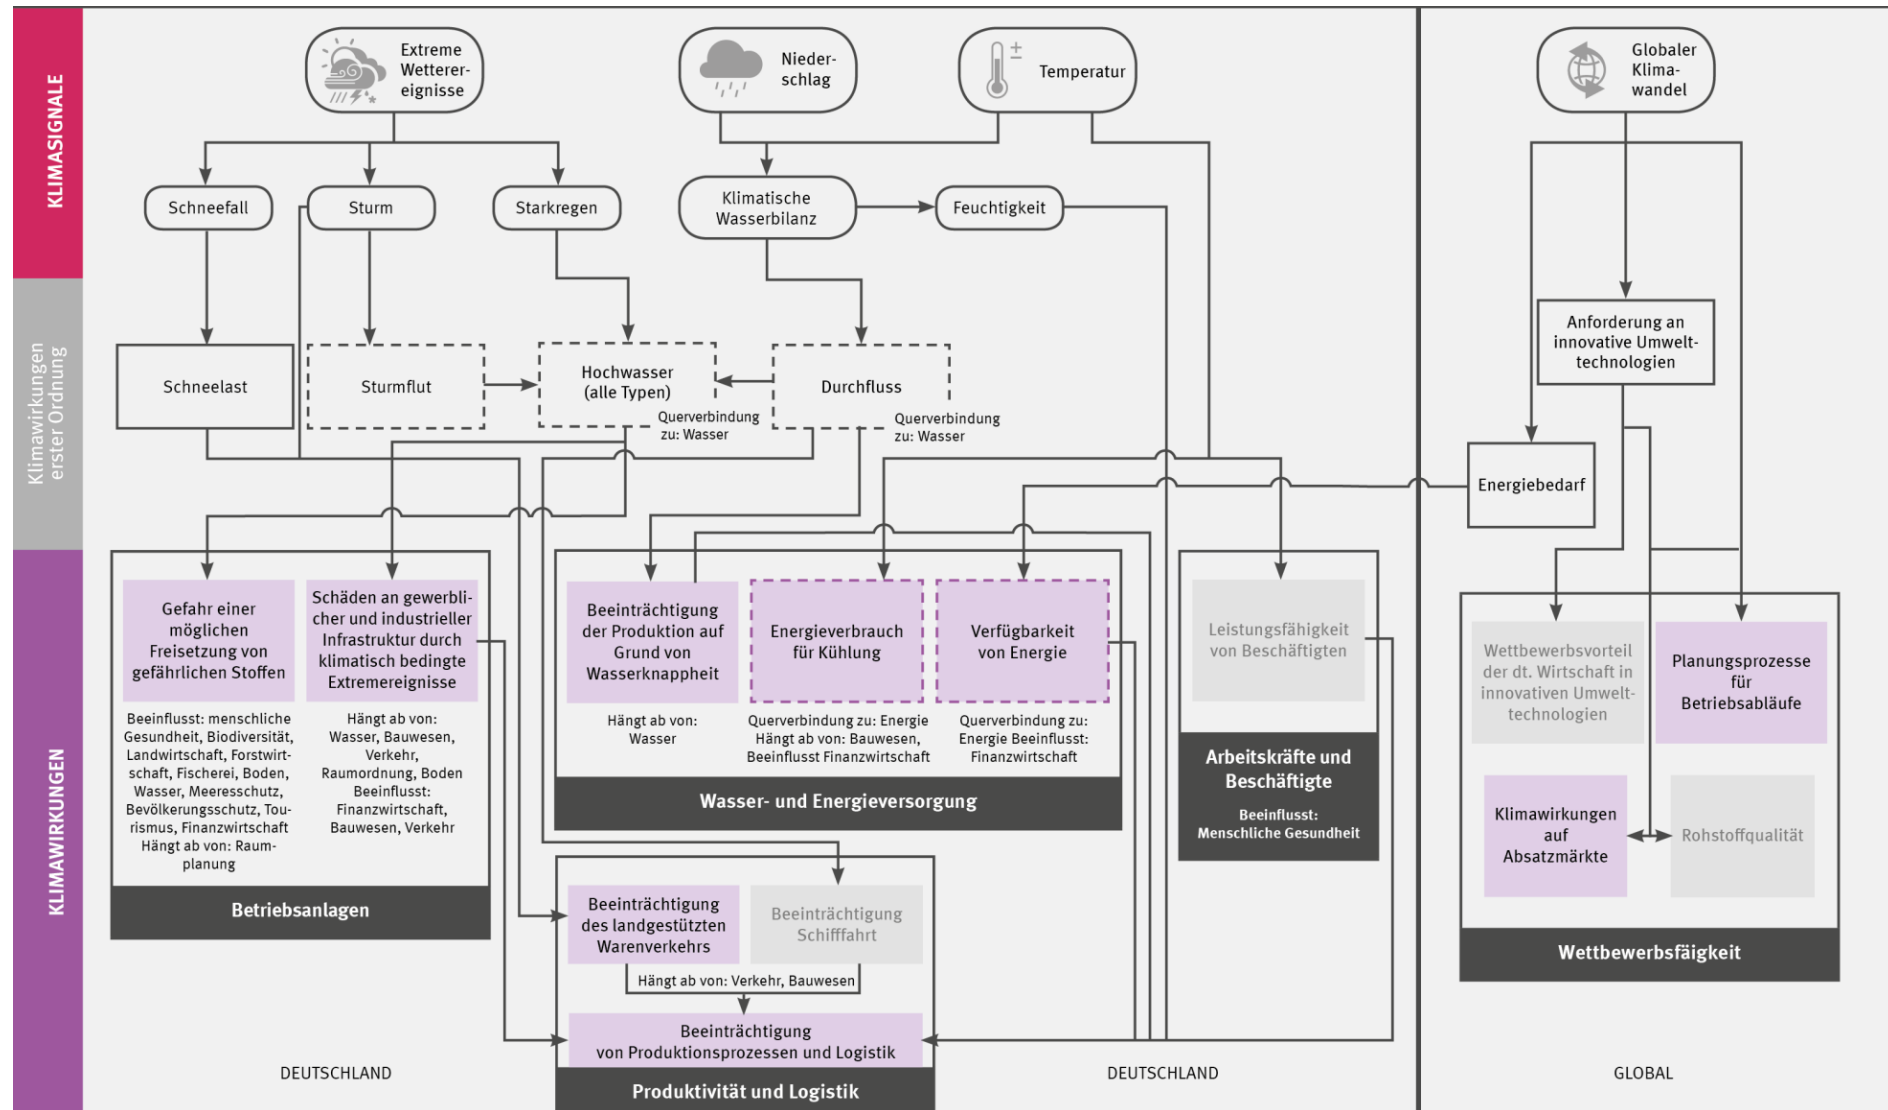 KLIMASIGNALE
Extreme
Wetterer-
eignisse
Nieder-
schlag
Temperatur
Globaler
Klima-
wandel
Schneefall
Sturm
Starkregen
Klimatische
Wasserbilanz
Feuchtigkeit
Klimawirkungen
erster Ordnung
Schneelast
Sturmflut
Hochwasser
(alle Typen)
Querverbindung
zu: Wasser
Durchfluss
Querverbindung
zu: Wasser
Anforderung an
innovative Umwelt-
technologien
Energiebedarf
KLIMAWIRKUNGEN
Gefahr einer
möglichen
Freisetzung von
gefährlichen Stoffen
Beeinflusst: menschliche
Gesundheit, Biodiversität,
Landwirtschaft, Forstwirt-
schaft, Fischerei, Boden,
Wasser, Meeresschutz,
Bevölkerungsschutz, Tou-
rismus, Finanzwirtschaft
Hängt ab von: Raum-
planung
Schäden an gewerbli-
cher und industrieller
Infrastruktur durch
klimatisch bedingte
Extremereignisse
Hängt ab von:
Wasser, Bauwesen,
Verkehr,
Raumordnung, Boden
Beeinflusst:
Finanzwirtschaft,
Bauwesen, Verkehr
Betriebsanlagen
Beeinträchtigung
der Produktion auf
Grund von
Wasserknappheit
Hängt ab von:
Wasser
Energieverbrauch
für Kühlung
Querverbindung zu: Energie
Hängt ab von: Bauwesen,
Beeinflusst Finanzwirtschaft
Verfügbarkeit
von Energie
Querverbindung zu:
Energie Beeinflusst:
Finanzwirtschaft
Wasser- und Energieversorgung
Leistungsfähigkeit
von Beschäftigten
Arbeitskräfte und
Beschäftigte
Beeinflusst:
Menschliche Gesundheit
Wettbewerbsvorteil
der dt. Wirtschaft in
innovativen Umwelt-
technologien
Planungsprozesse
für
Betriebsabläufe
Klimawirkungen
auf
Absatzmärkte
Rohstoffqualität
Wettbewerbsfäigkeit
Beeinträchtigung
des landgestützten
Warenverkehrs
Beeinträchtigung
Schifffahrt
Hängt ab von: Verkehr, Bauwesen
Beeinträchtigung
von Produktionsprozessen und Logistik
Produktivität und Logistik
DEUTSCHLAND
DEUTSCHLAND
GLOBAL